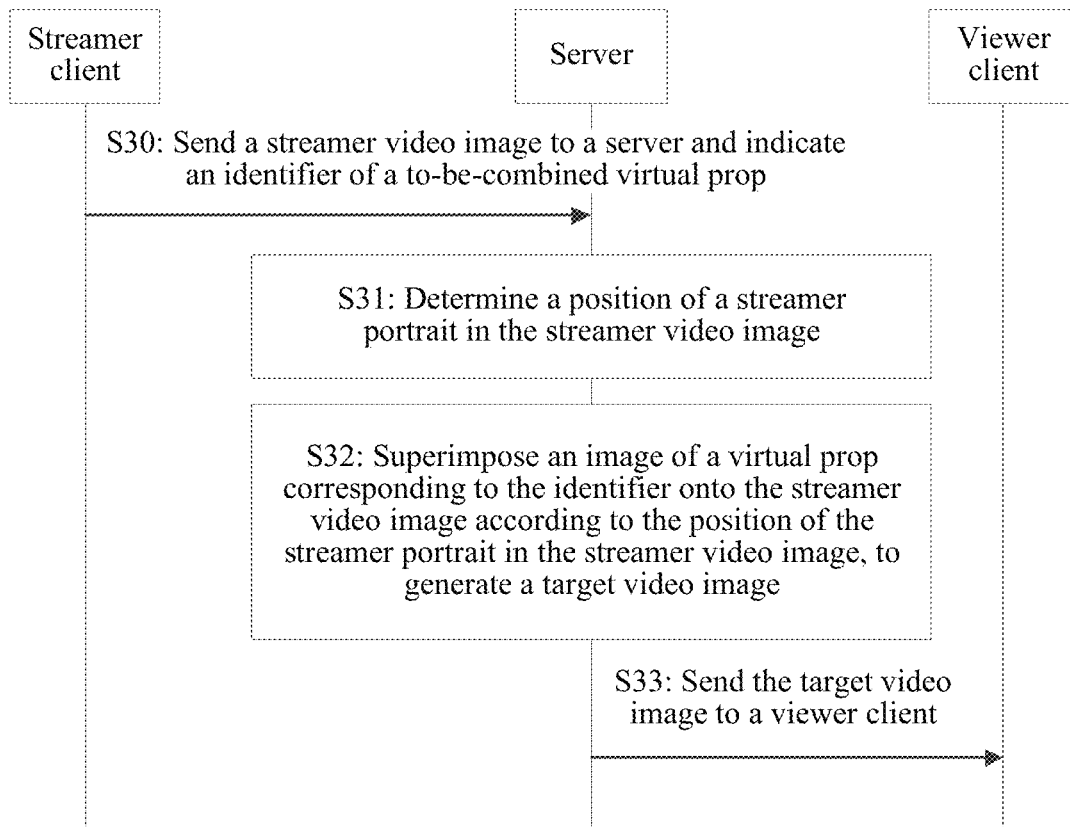 Streamer
client
Server
Viewer
client
S30: Send a streamer video image to a server and indicate
an identifier of a to-be-combined virtual prop
S31: Determine a position of a streamer
portrait in the streamer video image
S32: Superimpose an image of a virtual prop
corresponding to the identifier onto the streamer
video image according to the position of the
streamer portrait in the streamer video image, to
generate a target video image
S33: Send the target video
image to a viewer client